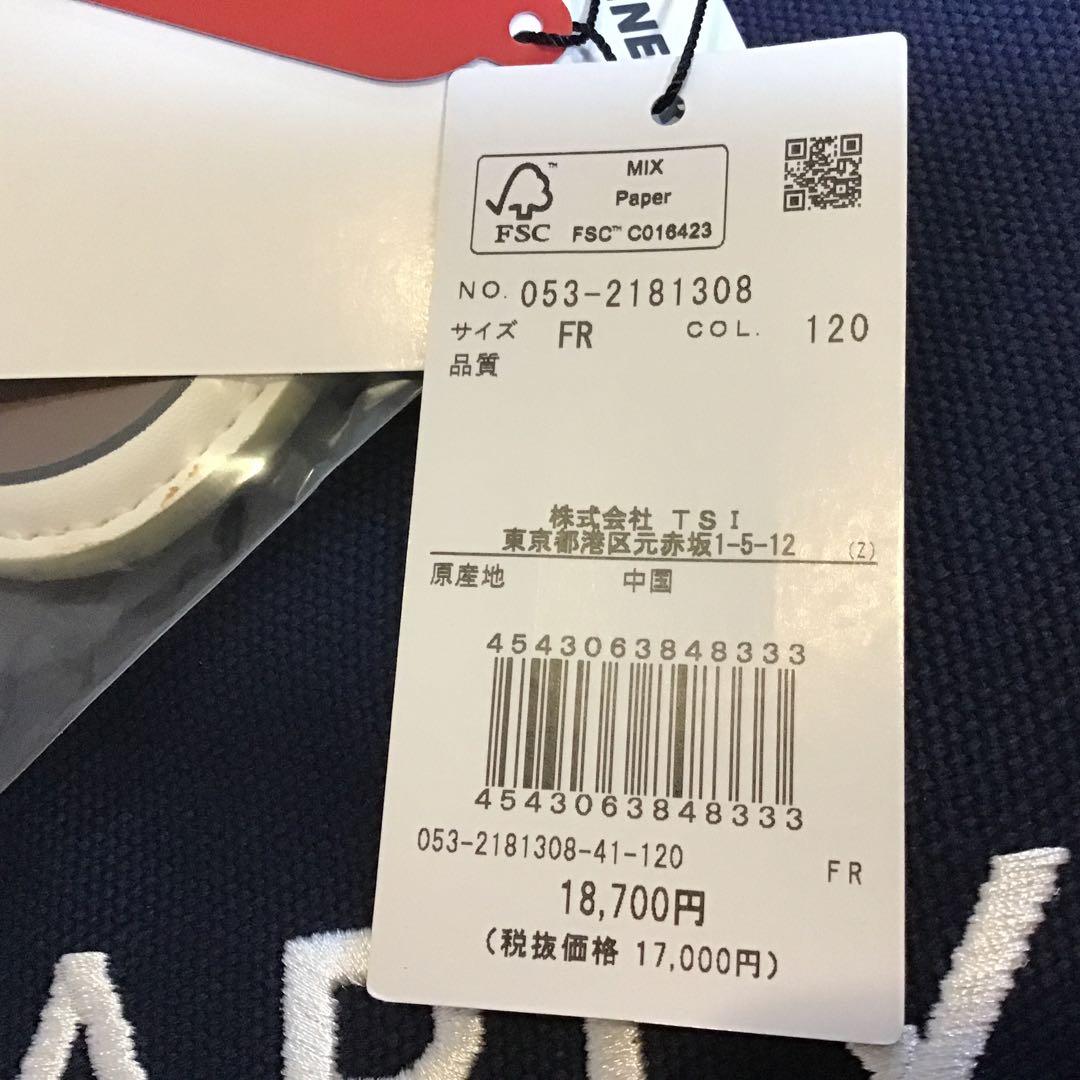 NE
MIX
Paper
FSC™ C016423
FSC
NO. 053-2181308
サイズ FR COL. 120
品質
株式会社 TSI
東京都港区元赤坂1-5-12 (Z)
原産地 中国
4543063848333
4543063848333
053-2181308-41-120 FR
18,700円
(税抜価格 17,000円)